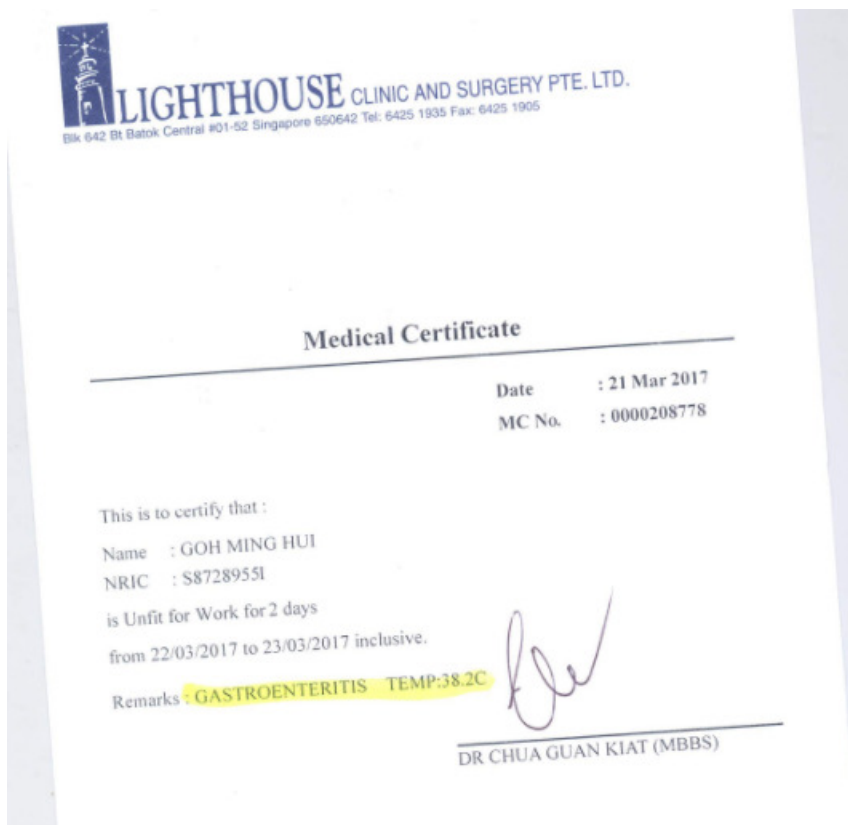 LIGHTHOUSE CLINIC AND SURGERY PTE. LTD.
Blk 642 Bt Batok Central #01-52 Singapore 650642 Tel: 6425 1935 Fax: 6425 1905
Medical Certificate
Date : 21 Mar 2017
MC No. : 0000208778
This is to certify that :
Name : GOH MING HUI
NRIC : S8728955I
is Unfit for Work for 2 days
from 22/03/2017 to 23/03/2017 inclusive.
Remarks : GASTROENTERITIS TEMP:38.2C
DR CHUA GUAN KIAT (MBBS)